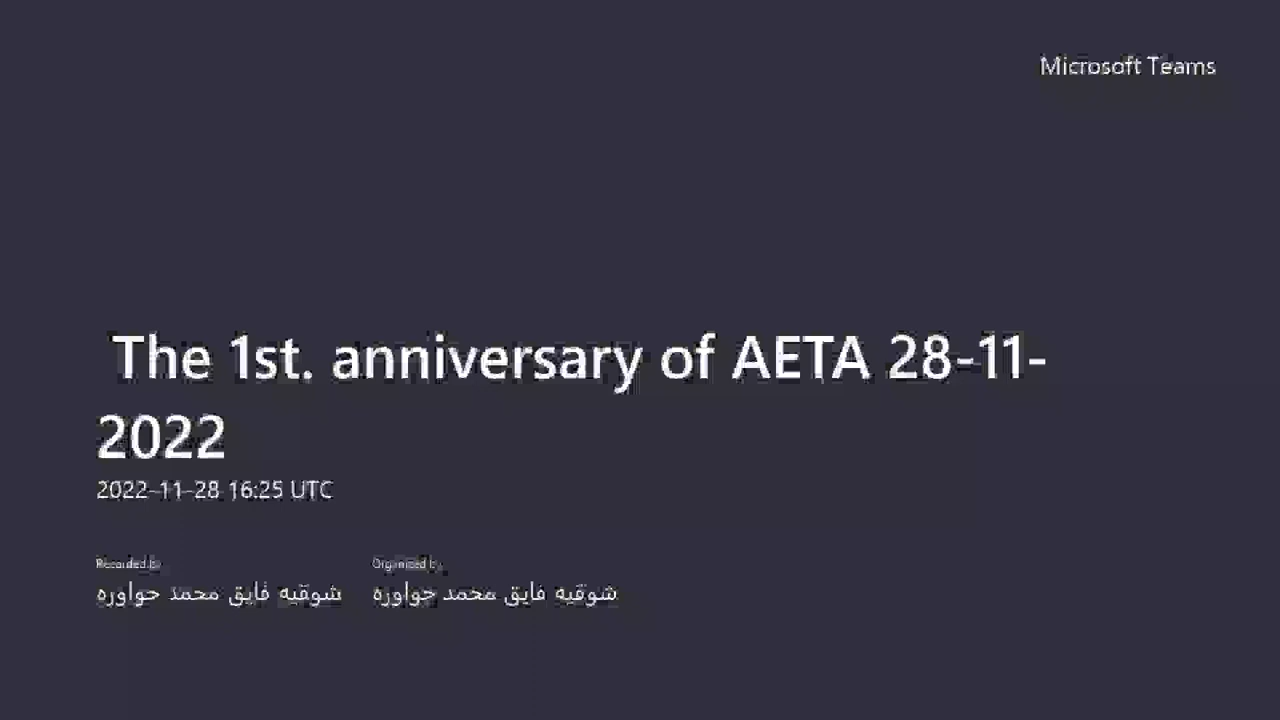 Microsoft Teams
The 1st. anniversary of AETA 28-11-
2022
2022-11-28 16:25 UTC
Recorded by Organized by
شوقيه فايق محمد حواوره شوقيه فايق محمد حواوره